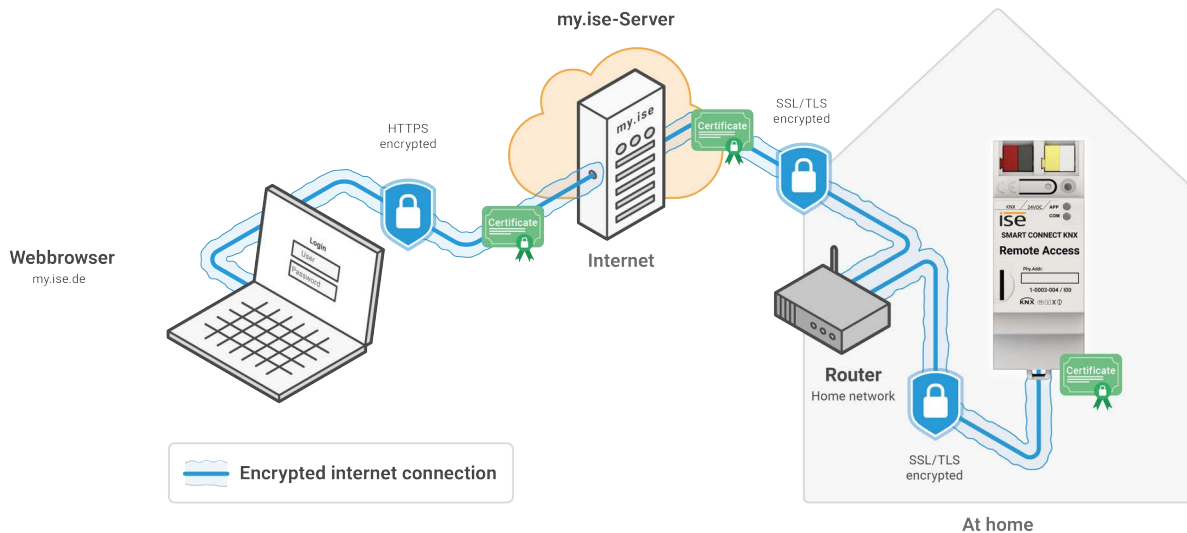 my.ise-Server
HTTPS
encrypted
SSL/TLS
encrypted
my.ise
Certificate
Certificate
Internet
Webbrowser
my.ise.de
Login
User
Password
KNX / 24VDC APP
COM
ise
SMART CONNECT KNX
Remote Access
Phy.Addr:
1-0003-004 / I00
KNX
Router
Home network
Certificate
SSL/TLS
encrypted
Encrypted internet connection
At home